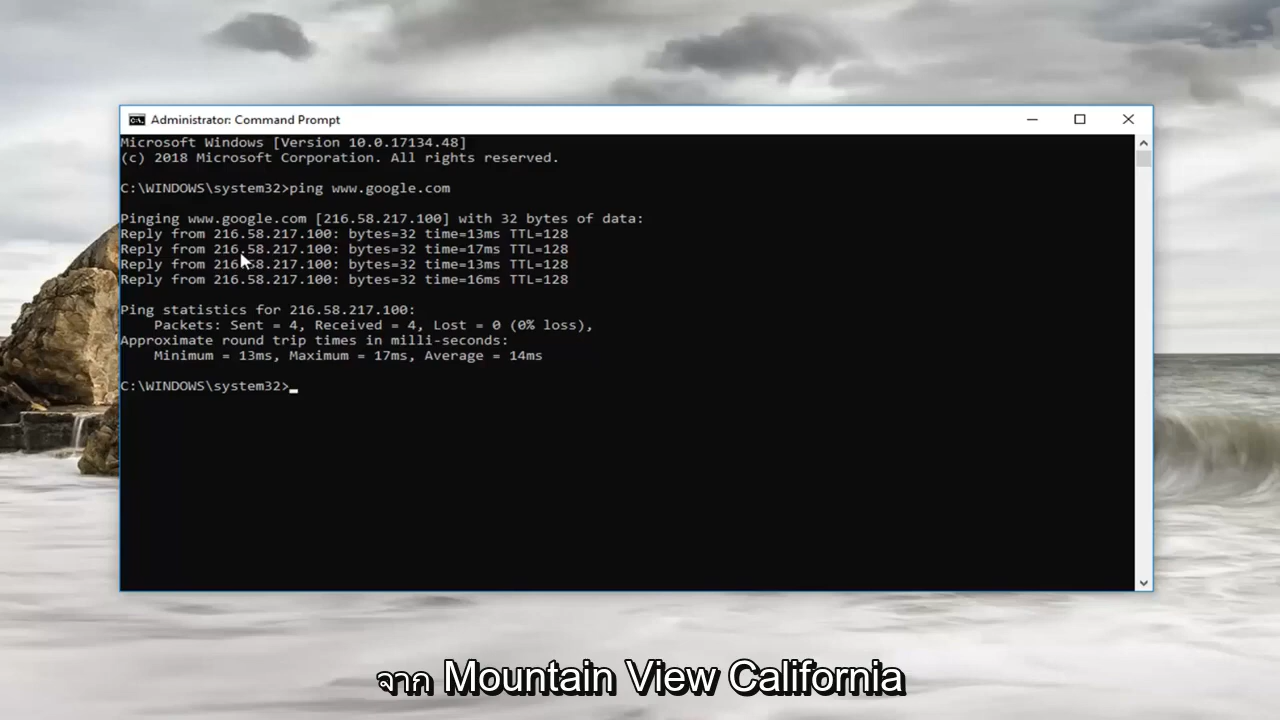 Administrator: Command Prompt
Microsoft Windows [Version 10.0.17134.48]
(c) 2018 Microsoft Corporation. All rights reserved.
C:\WINDOWS\system32>ping www.google.com
Pinging www.google.com [216.58.217.100] with 32 bytes of data:
Reply from 216.58.217.100: bytes=32 time=13ms TTL=128
Reply from 216.58.217.100: bytes=32 time=17ms TTL=128
Reply from 216.58.217.100: bytes=32 time=13ms TTL=128
Reply from 216.58.217.100: bytes=32 time=16ms TTL=128
Ping statistics for 216.58.217.100:
Packets: Sent = 4, Received = 4, Lost = 0 (0% loss),
Approximate round trip times in milli-seconds:
Minimum = 13ms, Maximum = 17ms, Average = 14ms
C:\WINDOWS\system32>
จาก Mountain View California